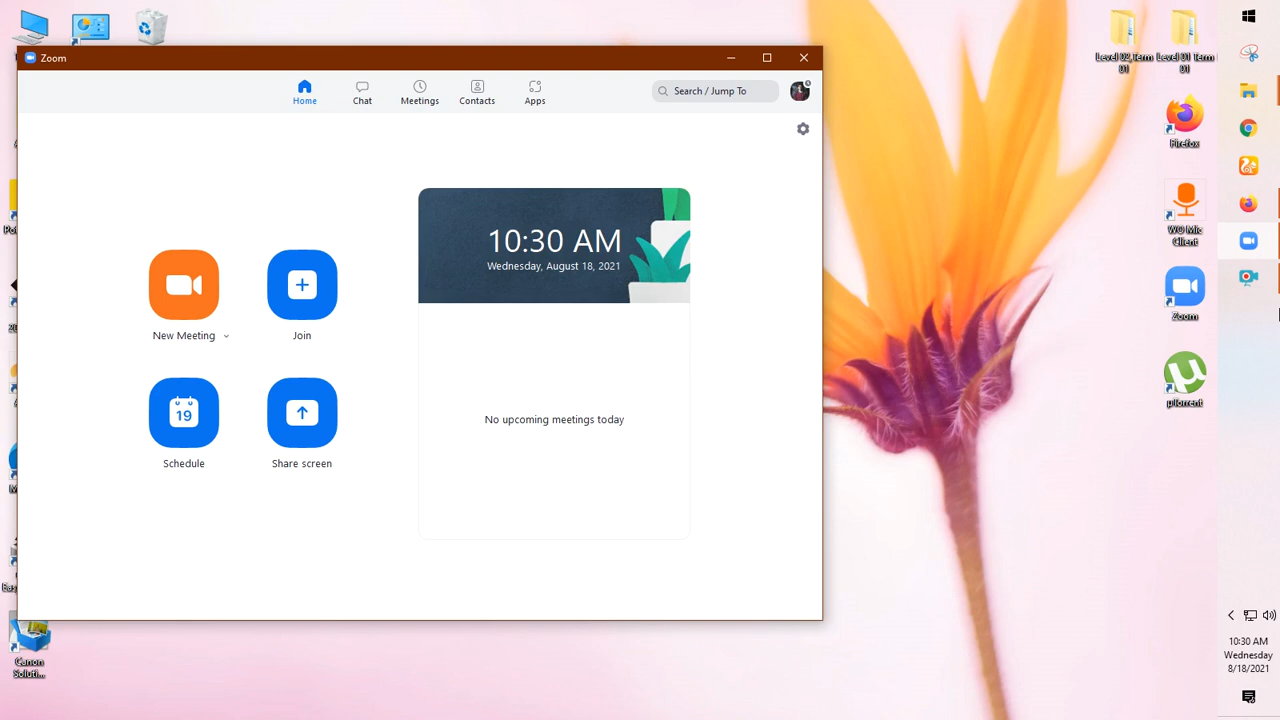 Zoom
Home
Chat
Meetings
Contacts
Apps
Search / Jump To
10:30 AM
Wednesday, August 18, 2021
New Meeting
Join
19
Schedule
Share screen
No upcoming meetings today
Canon
Soluti...
Level 02,Term
01
Level 01 Term
01
Firefox
WO Mic
Client
Zoom
µTorrent
10:30 AM
Wednesday
8/18/2021